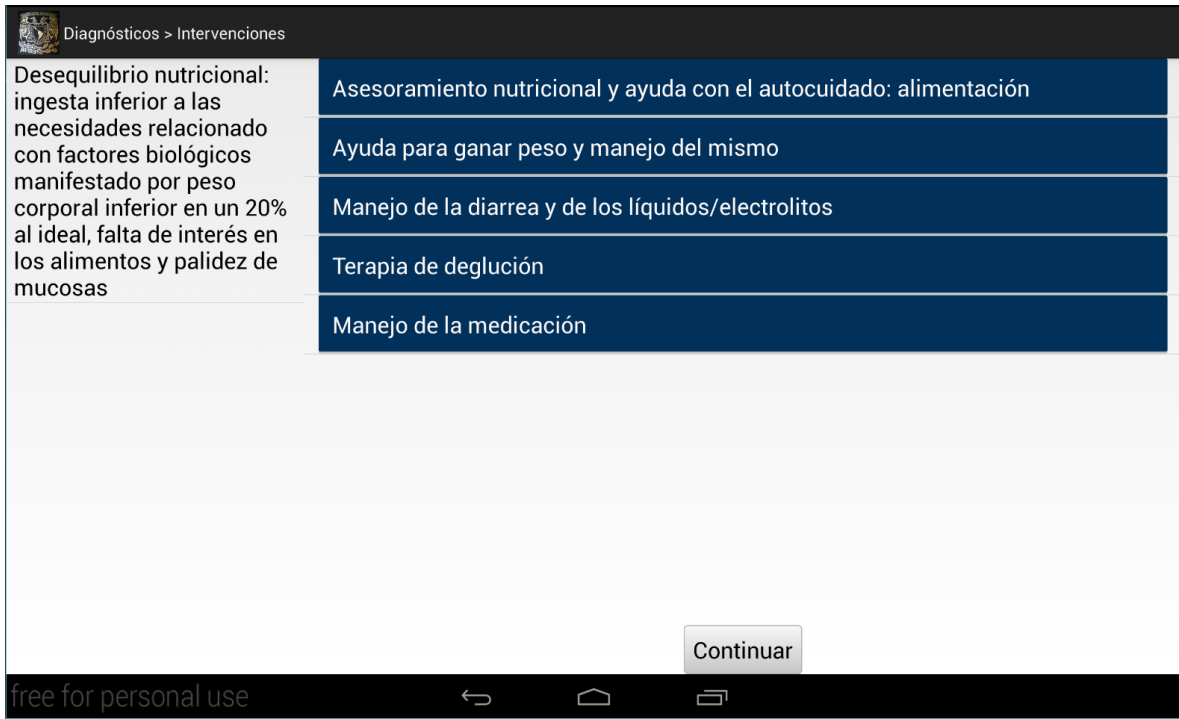 Diagnósticos > Intervenciones
Desequilibrio nutricional:
ingesta inferior a las
necesidades relacionado
con factores biológicos
manifestado por peso
corporal inferior en un 20%
al ideal, falta de interés en
los alimentos y palidez de
mucosas
Asesoramiento nutricional y ayuda con el autocuidado: alimentación
Ayuda para ganar peso y manejo del mismo
Manejo de la diarrea y de los líquidos/electrolitos
Terapia de deglución
Manejo de la medicación
Continuar
free for personal use